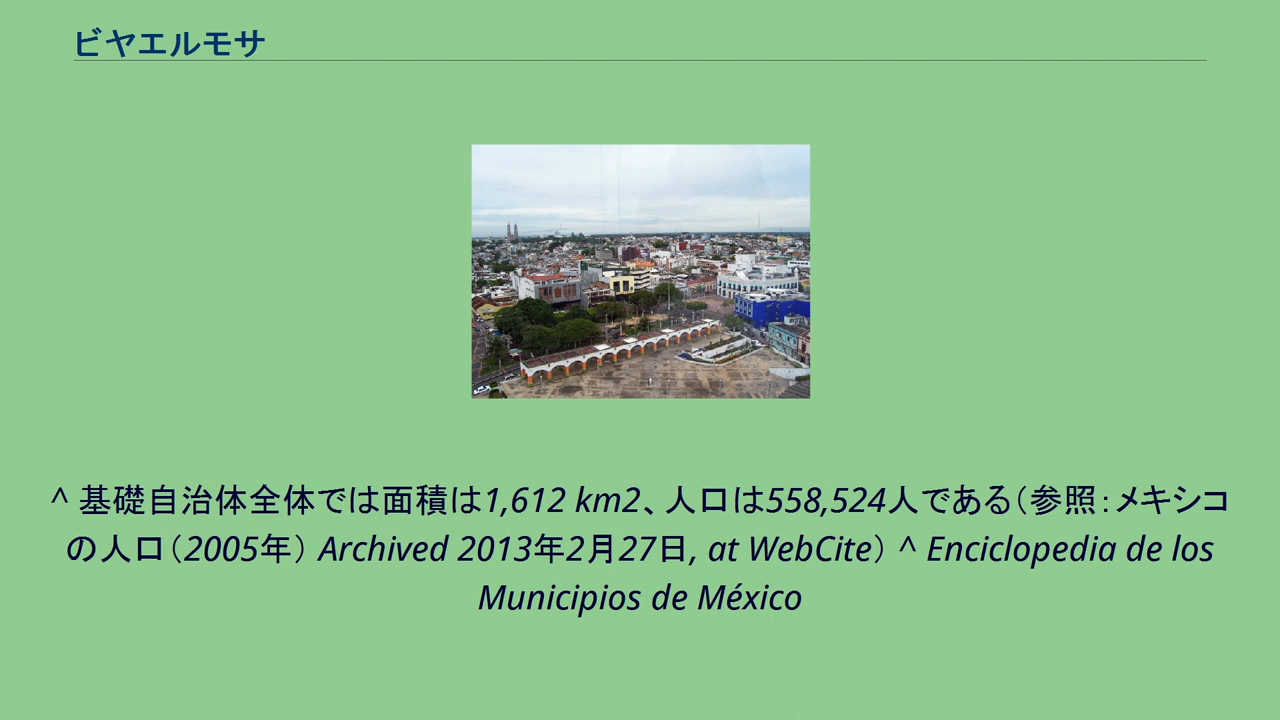 ビヤエルモサ
^ 基礎自治体全体では面積は1,612 km2、人口は558,524人である（参照：メキシコ
の人口（2005年） Archived 2013年2月27日, at WebCite） ^ Enciclopedia de los
Municipios de México